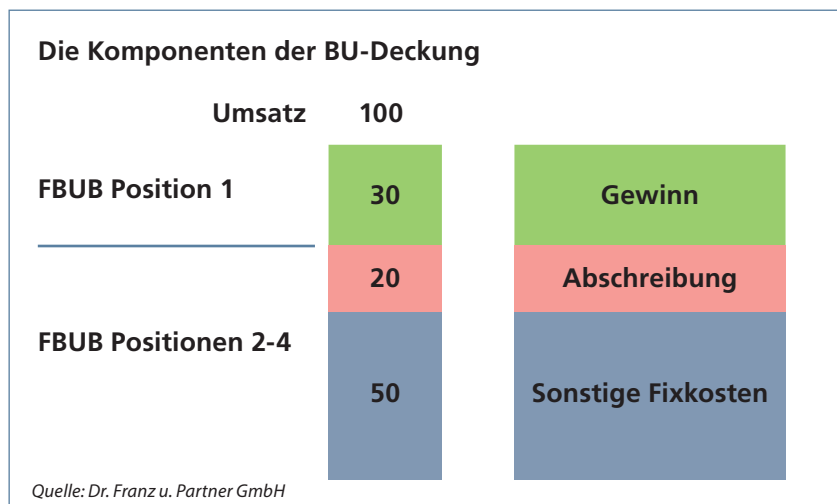 Die Komponenten der BU-Deckung
Umsatz 100
FBUB Position 1 30 Gewinn
20 Abschreibung
FBUB Positionen 2-4
50 Sonstige Fixkosten
Quelle: Dr. Franz u. Partner GmbH